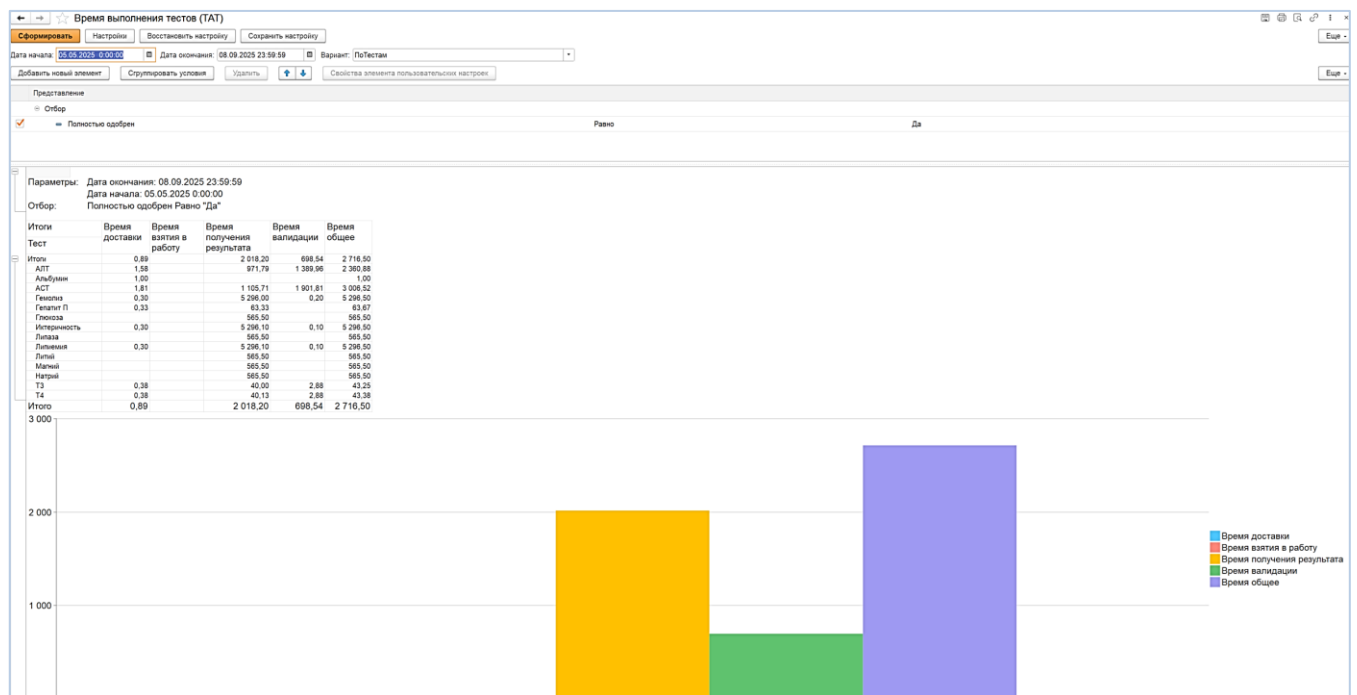 Время выполнения тестов (TAT)
Сформировать Настройки Восстановить настройку Сохранить настройку Еще
Дата начала: 05.05.2025 0:00:00 Дата окончания: 08.09.2025 23:59:59 Вариант: ПоТестам
Добавить новый элемент Сгруппировать условия Удалить Свойства элемента пользовательских настроек Еще
Представление
Отбор
Полностью одобрен Равно Да
Параметры: Дата окончания: 08.09.2025 23:59:59
Дата начала: 05.05.2025 0:00:00
Отбор: Полностью одобрен Равно "Да"
Итоги Время Время Время Время Время
Тест доставки взятия в получения валидации общее
работу результата
Итоги 0,89 2 018,20 698,54 2 716,50
АЛТ 1,58 971,79 1 389,96 2 360,88
Альбумин 1,00 1,00
АСТ 1,81 1 105,71 1 901,81 3 006,52
Гемолиз 0,30 5 296,00 0,20 5 296,50
Гепатит П 0,33 63,33 63,67
Глюкоза 565,50 565,50
Иктеричность 0,30 5 296,10 0,10 5 296,50
Липаза 565,50 565,50
Липемия 0,30 5 296,10 0,10 5 296,50
Литий 565,50 565,50
Магний 565,50 565,50
Натрий 565,50 565,50
Т3 0,38 40,00 2,88 43,25
Т4 0,38 40,13 2,88 43,38
Итого 0,89 2 018,20 698,54 2 716,50
3 000
2 000
1 000
Время доставки
Время взятия в работу
Время получения результата
Время валидации
Время общее